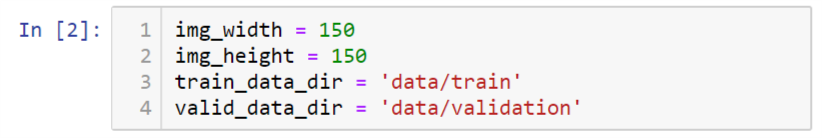 In [2]: 1 img_width = 150
2 img_height = 150
3 train_data_dir = 'data/train'
4 valid_data_dir = 'data/validation'